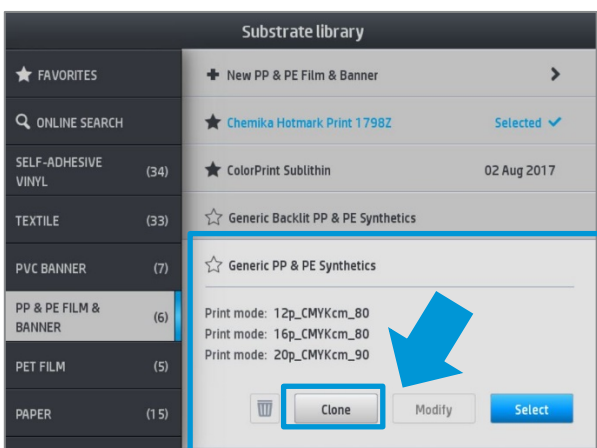 Substrate library
FAVORITES
ONLINE SEARCH
SELF-ADHESIVE
VINYL (34)
TEXTILE (33)
PVC BANNER (7)
PP & PE FILM &
BANNER (6)
PET FILM (5)
PAPER (15)
New PP & PE Film & Banner
Chemika Hotmark Print 1798Z Selected
ColorPrint Sublithin 02 Aug 2017
Generic Backlit PP & PE Synthetics
Generic PP & PE Synthetics
Print mode: 12p_CMYKcm_80
Print mode: 16p_CMYKcm_80
Print mode: 20p_CMYKcm_90
Clone Modify Select